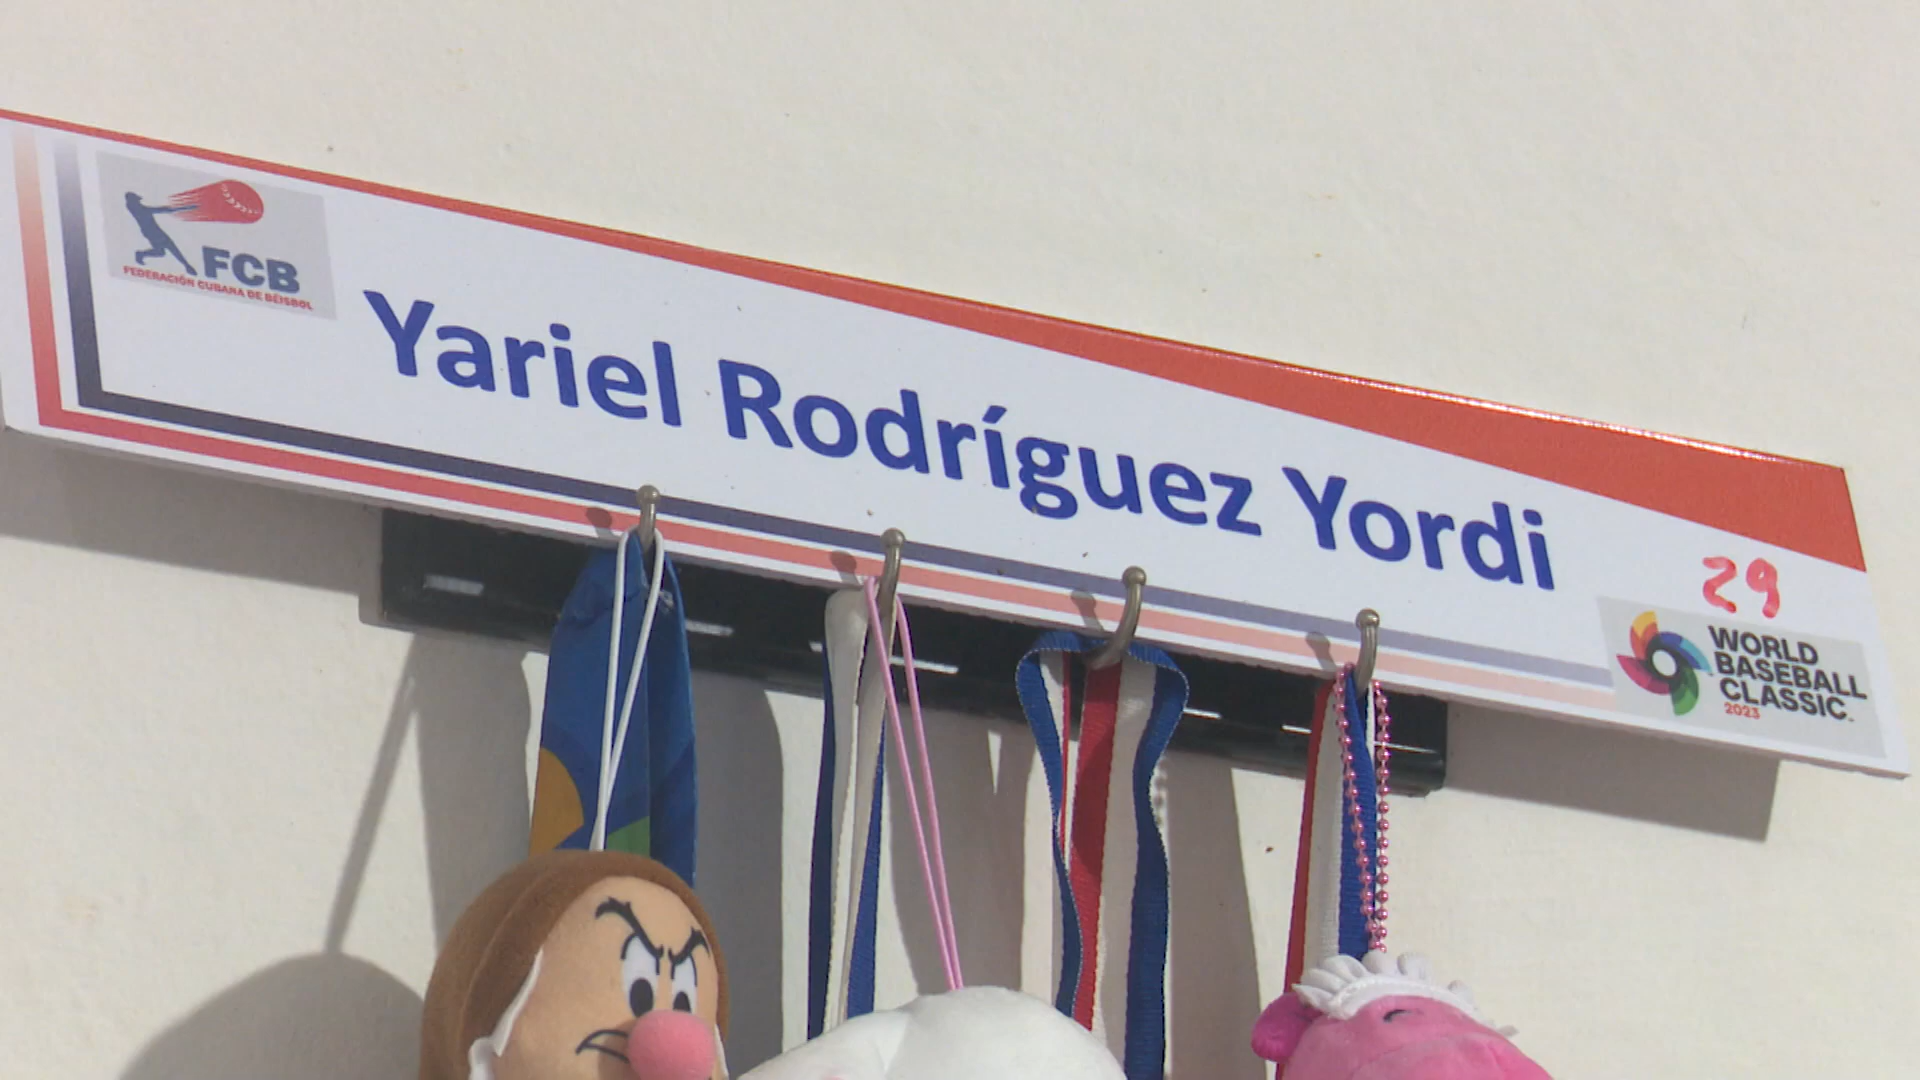 FCB
FEDERACIÓN CUBANA DE BÉISBOL
Yariel Rodríguez Yordi
29
WORLD
BASEBALL
CLASSIC
2023